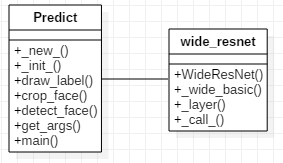 Predict
+_new_()
+_init_()
+draw_label()
+crop_face()
+detect_face()
+get_args()
+main()
wide_resnet
+WideResNet()
+_wide_basic()
+_layer()
+_call_()